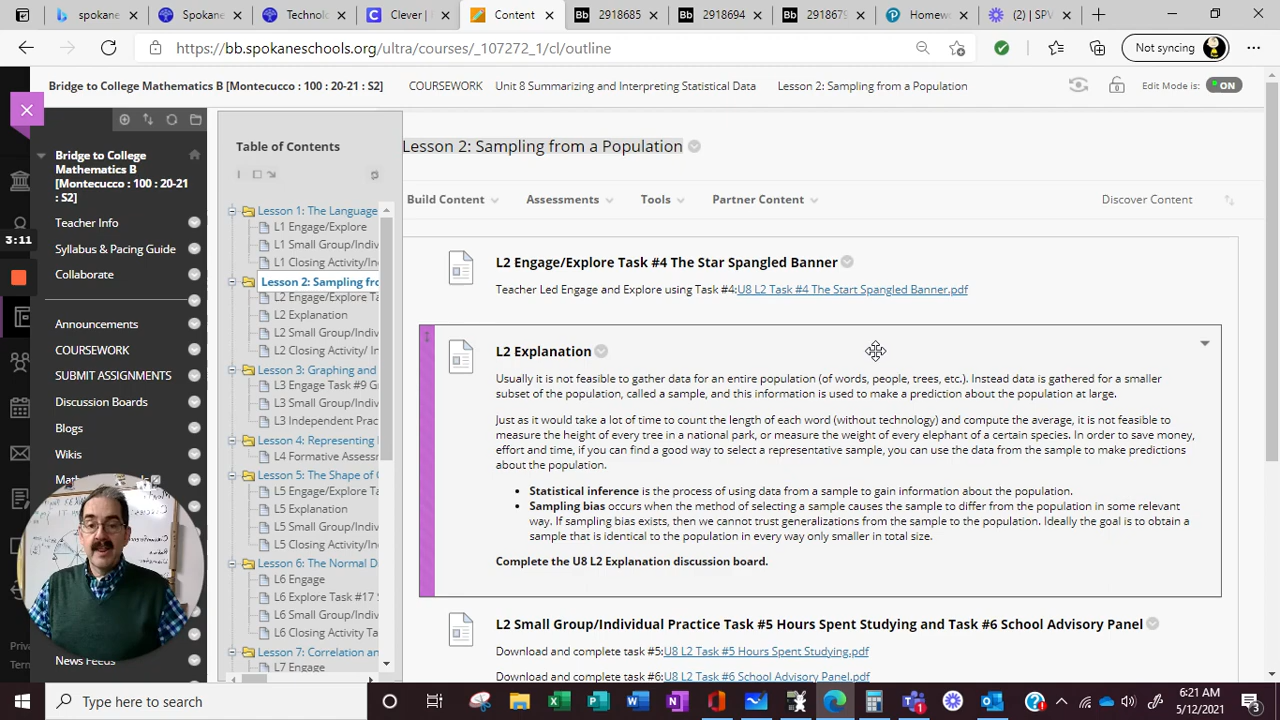 spokane
Spokane
Technol
Clever |
Content
2918685
2918694
2918679
Homew
(2) | SPV
https://bb.spokaneschools.org/ultra/courses/_107272_1/cl/outline
Not syncing
Bridge to College Mathematics B [Montecucco : 100 : 20-21 : S2]
COURSEWORK
Unit 8 Summarizing and Interpreting Statistical Data
Lesson 2: Sampling from a Population
Edit Mode is:
ON
3:11
Bridge to College
Mathematics B
[Montecucco : 100 : 20-21
: S2]
Teacher Info
Syllabus & Pacing Guide
Collaborate
Announcements
COURSEWORK
SUBMIT ASSIGNMENTS
Discussion Boards
Blogs
Wikis
News Feeds
Table of Contents
Lesson 1: The Language
L1 Engage/Explore
L1 Small Group/Indiv
L1 Closing Activity/In
Lesson 2: Sampling fro
L2 Engage/Explore Ta
L2 Explanation
L2 Small Group/Indiv
L2 Closing Activity/ In
Lesson 3: Graphing and
L3 Engage Task #9 G
L3 Small Group/Indiv
L3 Independent Prac
Lesson 4: Representing
L4 Formative Assess
Lesson 5: The Shape of
L5 Engage/Explore Ta
L5 Explanation
L5 Small Group/Indiv
L5 Closing Activity/In
Lesson 6: The Normal D
L6 Engage
L6 Explore Task #17
L6 Small Group/Indiv
L6 Closing Activity Ta
Lesson 7: Correlation an
L7 Engage
Lesson 2: Sampling from a Population
Build Content
Assessments
Tools
Partner Content
Discover Content
L2 Engage/Explore Task #4 The Star Spangled Banner
Teacher Led Engage and Explore using Task #4:U8 L2 Task #4 The Start Spangled Banner.pdf
L2 Explanation
Usually it is not feasible to gather data for an entire population (of words, people, trees, etc.). Instead data is gathered for a smaller
subset of the population, called a sample, and this information is used to make a prediction about the population at large.
Just as it would take a lot of time to count the length of each word (without technology) and compute the average, it is not feasible to
measure the height of every tree in a national park, or measure the weight of every elephant of a certain species. In order to save money,
effort and time, if you can find a good way to select a representative sample, you can use the data from the sample to make predictions
about the population.
• Statistical inference is the process of using data from a sample to gain information about the population.
• Sampling bias occurs when the method of selecting a sample causes the sample to differ from the population in some relevant
way. If sampling bias exists, then we cannot trust generalizations from the sample to the population. Ideally the goal is to obtain a
sample that is identical to the population in every way only smaller in total size.
Complete the U8 L2 Explanation discussion board.
L2 Small Group/Individual Practice Task #5 Hours Spent Studying and Task #6 School Advisory Panel
Download and complete task #5:U8 L2 Task #5 Hours Spent Studying.pdf
Download and complete task #6:U8 L2 Task #6 School Advisory Panel.pdf
Priva
Term
Type here to search
6:21 AM
5/12/2021
3